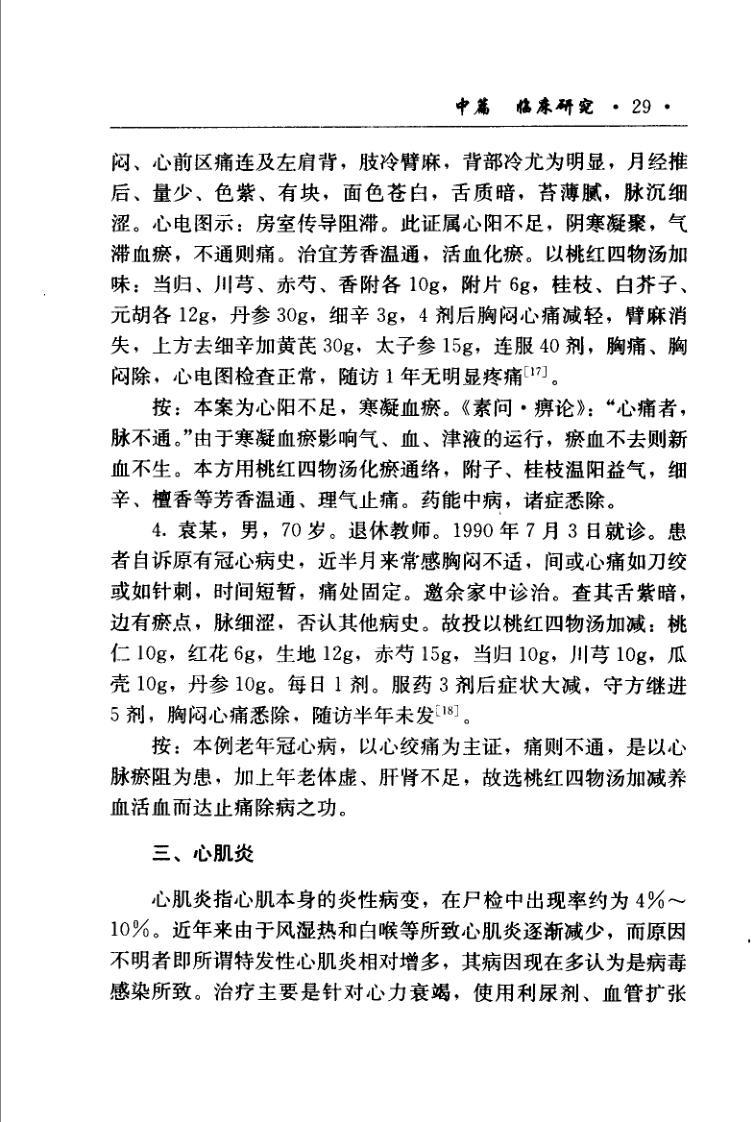 中篇 临床研究 · 29 ·
闷、心前区痛连及左肩背，肢冷臂麻，背部冷尤为明显，月经推
后、量少、色紫、有块，面色苍白，舌质暗，苔薄腻，脉沉细
涩。心电图示：房室传导阻滞。此证属心阳不足，阴寒凝聚，气
滞血瘀，不通则痛。治宜芳香温通，活血化瘀。以桃红四物汤加
味：当归、川芎、赤芍、香附各 10g，附片 6g，桂枝、白芥子、
元胡各 12g，丹参 30g，细辛 3g，4 剂后胸闷心痛减轻，臂麻消
失，上方去细辛加黄芪 30g，太子参 15g，连服 40 剂，胸痛、胸
闷除，心电图检查正常，随访 1 年无明显疼痛[17]。
按：本案为心阳不足，寒凝血瘀。《素问·痹论》：“心痛者，
脉不通。”由于寒凝血瘀影响气、血、津液的运行，瘀血不去则新
血不生。本方用桃红四物汤化瘀通络，附子、桂枝温阳益气，细
辛、檀香等芳香温通、理气止痛。药能中病，诸症悉除。
4. 袁某，男，70 岁。退休教师。1990 年 7 月 3 日就诊。患
者自诉原有冠心病史，近半月来常感胸闷不适，间或心痛如刀绞
或如针刺，时间短暂，痛处固定。邀余家中诊治。查其舌紫暗，
边有瘀点，脉细涩，否认其他病史。故投以桃红四物汤加减：桃
仁 10g，红花 6g，生地 12g，赤芍 15g，当归 10g，川芎 10g，瓜
壳 10g，丹参 10g。每日 1 剂。服药 3 剂后症状大减，守方继进
5 剂，胸闷心痛悉除，随访半年未发[18]。
按：本例老年冠心病，以心绞痛为主证，痛则不通，是以心
脉瘀阻为患，加上年老体虚、肝肾不足，故选桃红四物汤加减养
血活血而达止痛除病之功。
三、心肌炎
心肌炎指心肌本身的炎性病变，在尸检中出现率约为 4%～
10%。近年来由于风湿热和白喉等所致心肌炎逐渐减少，而原因
不明者即所谓特发性心肌炎相对增多，其病因现在多认为是病毒
感染所致。治疗主要是针对心力衰竭，使用利尿剂、血管扩张